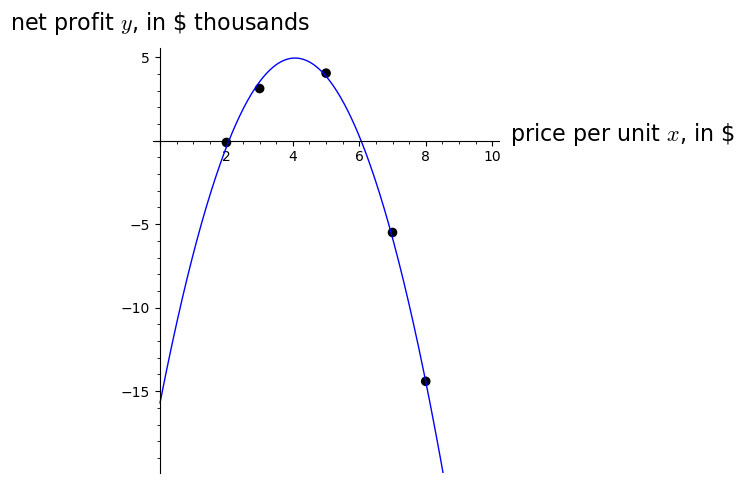 net profit y, in $ thousands
5
price per unit x, in $
2 4 6 8 10
−5
−10
−15